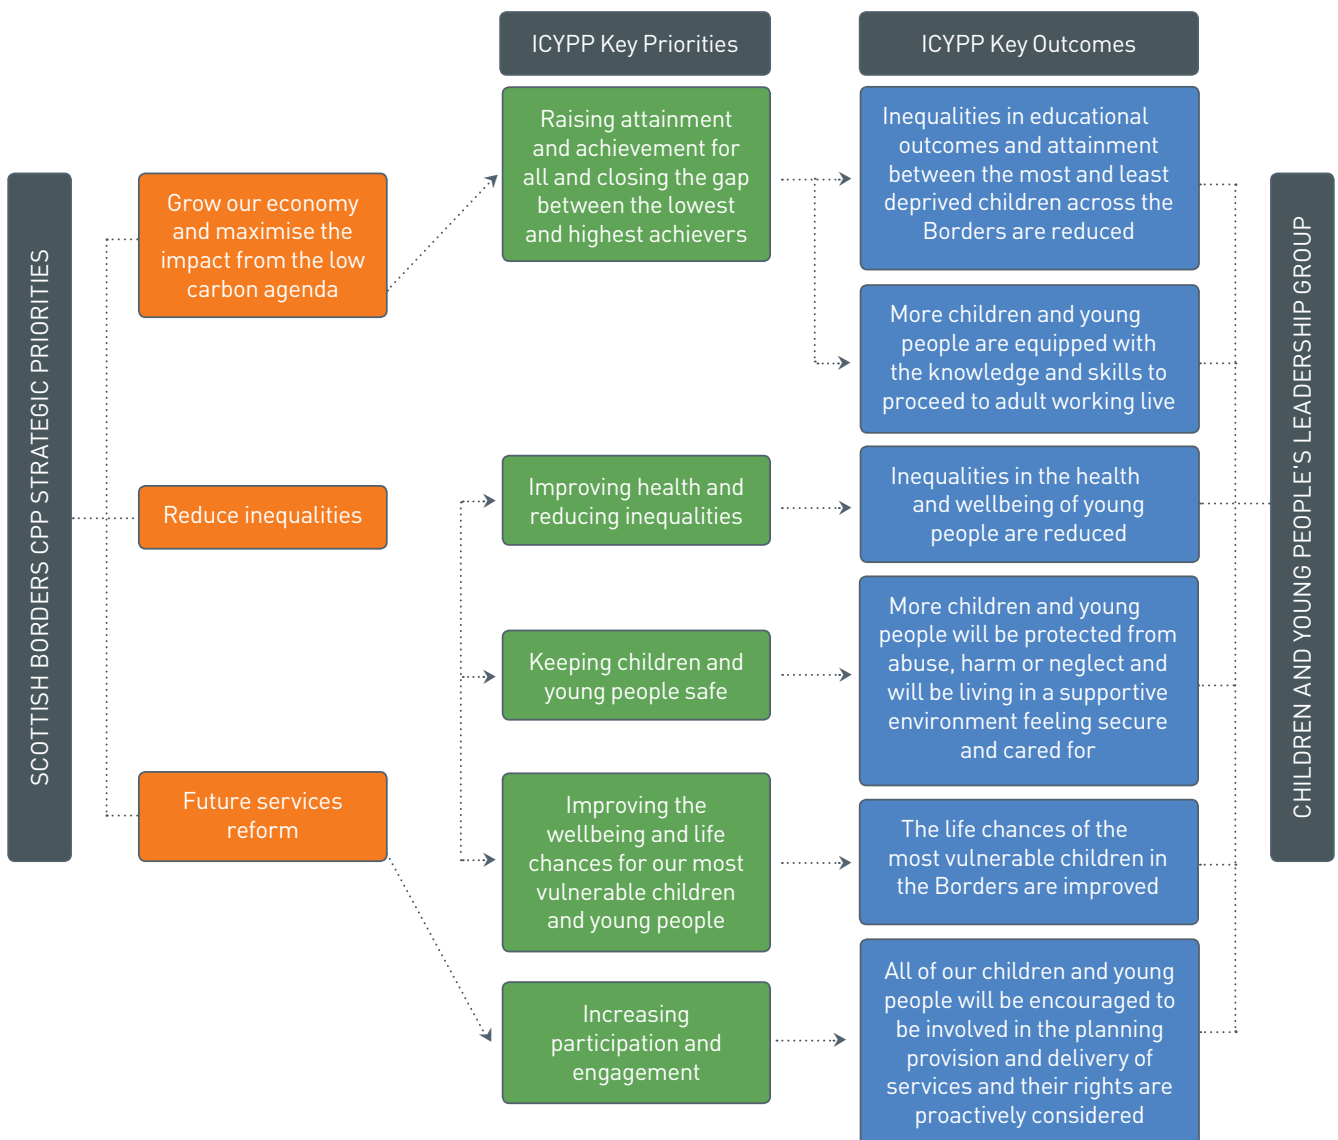 ICYPP Key Priorities
ICYPP Key Outcomes
SCOTTISH BORDERS CPP STRATEGIC PRIORITIES
Grow our economy
and maximise the
impact from the low
carbon agenda
Reduce inequalities
Future services
reform
Raising attainment
and achievement for
all and closing the gap
between the lowest
and highest achievers
Improving health and
reducing inequalities
Keeping children and
young people safe
Improving the
wellbeing and life
chances for our most
vulnerable children
and young people
Increasing
participation and
engagement
Inequalities in educational
outcomes and attainment
between the most and least
deprived children across the
Borders are reduced
More children and young
people are equipped with
the knowledge and skills to
proceed to adult working live
Inequalities in the health
and wellbeing of young
people are reduced
More children and young
people will be protected from
abuse, harm or neglect and
will be living in a supportive
environment feeling secure
and cared for
The life chances of the
most vulnerable children in
the Borders are improved
All of our children and young
people will be encouraged to
be involved in the planning
provision and delivery of
services and their rights are
proactively considered
CHILDREN AND YOUNG PEOPLE'S LEADERSHIP GROUP